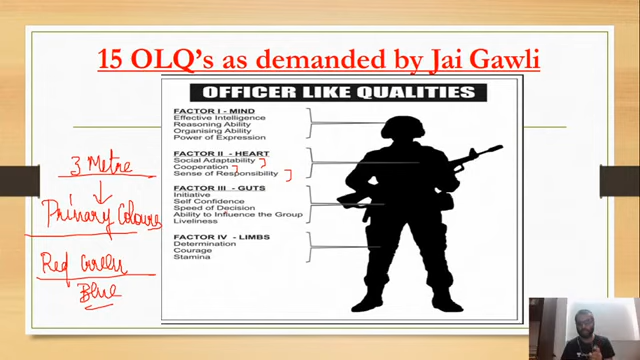 15 OLQ's as demanded by Jai Gawli
OFFICER LIKE QUALITIES
FACTOR I - MIND
Effective Intelligence
Reasoning Ability
Organising Ability
Power of Expression
FACTOR II - HEART
Social Adaptability
Cooperation
Sense of Responsibility
FACTOR III - GUTS
Initiative
Self Confidence
Speed of Decision
Ability to Influence the Group
Liveliness
FACTOR IV - LIMBS
Determination
Courage
Stamina
3 Metre
Primary Colours
Red Green
Blue